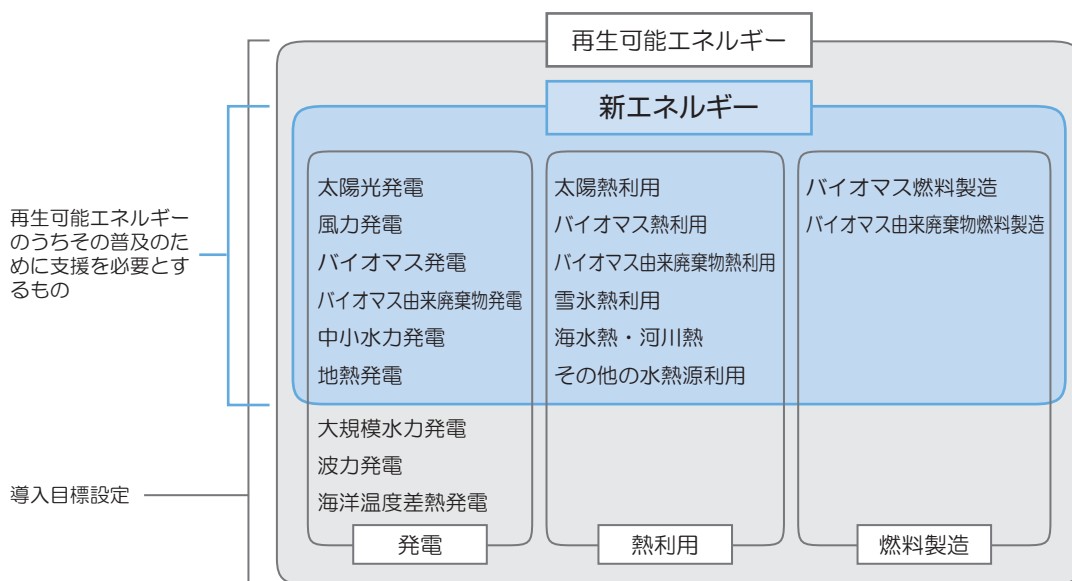 再生可能エネルギー
新エネルギー
再生可能エネルギー
のうちその普及のた
めに支援を必要とす
るもの
太陽光発電
風力発電
バイオマス発電
バイオマス由来廃棄物発電
中小水力発電
地熱発電
大規模水力発電
波力発電
海洋温度差熱発電
発電
太陽熱利用
バイオマス熱利用
バイオマス由来廃棄物熱利用
雪氷熱利用
海水熱・河川熱
その他の水熱源利用
熱利用
バイオマス燃料製造
バイオマス由来廃棄物燃料製造
燃料製造
導入目標設定